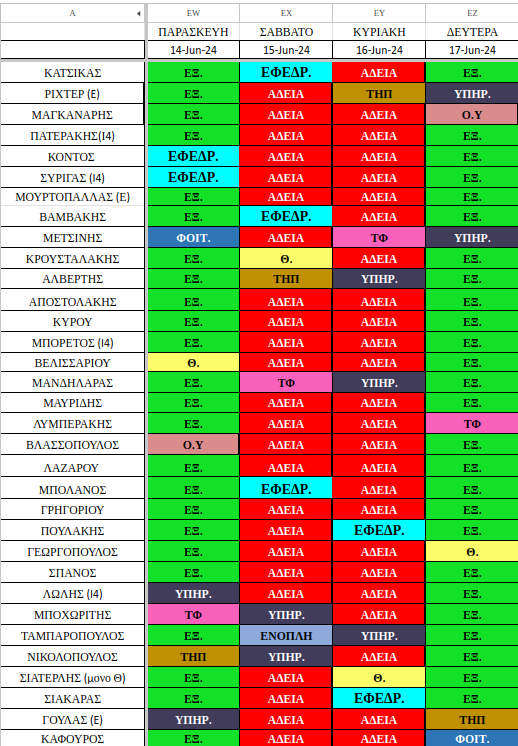 A EW EX EY EZ
ΠΑΡΑΣΚΕΥΗ ΣΑΒΒΑΤΟ ΚΥΡΙΑΚΗ ΔΕΥΤΕΡΑ
14-Jun-24 15-Jun-24 16-Jun-24 17-Jun-24
ΚΑΤΣΙΚΑΣ ΕΞ. ΕΦΕΔΡ. ΑΔΕΙΑ ΕΞ.
ΡΙΧΤΕΡ (Ε) ΕΞ. ΑΔΕΙΑ ΤΗΠ ΥΠΗΡ.
ΜΑΓΚΑΝΑΡΗΣ ΕΞ. ΑΔΕΙΑ ΑΔΕΙΑ Ο.Υ
ΠΑΤΕΡΑΚΗΣ(Ι4) ΕΞ. ΑΔΕΙΑ ΑΔΕΙΑ ΕΞ.
ΚΟΝΤΟΣ ΕΦΕΔΡ. ΑΔΕΙΑ ΑΔΕΙΑ ΕΞ.
ΣΥΡΙΓΑΣ (Ι4) ΕΦΕΔΡ. ΑΔΕΙΑ ΑΔΕΙΑ ΕΞ.
ΜΟΥΡΤΟΠΑΛΛΑΣ (Ε) ΕΞ. ΑΔΕΙΑ ΑΔΕΙΑ ΕΞ.
ΒΑΜΒΑΚΗΣ ΕΞ. ΕΦΕΔΡ. ΑΔΕΙΑ ΕΞ.
ΜΕΤΣΙΝΗΣ ΦΟΙΤ. ΑΔΕΙΑ ΤΦ ΥΠΗΡ.
ΚΡΟΥΣΤΑΛΑΚΗΣ ΕΞ. Θ. ΑΔΕΙΑ ΕΞ.
ΑΛΒΕΡΤΗΣ ΕΞ. ΤΗΠ ΥΠΗΡ. ΕΞ.
ΑΠΟΣΤΟΛΑΚΗΣ ΕΞ. ΑΔΕΙΑ ΑΔΕΙΑ ΕΞ.
ΚΥΡΟΥ ΕΞ. ΑΔΕΙΑ ΑΔΕΙΑ ΕΞ.
ΜΠΟΡΕΤΟΣ (Ι4) ΕΞ. ΑΔΕΙΑ ΑΔΕΙΑ ΕΞ.
ΒΕΛΙΣΣΑΡΙΟΥ Θ. ΑΔΕΙΑ ΑΔΕΙΑ ΕΞ.
ΜΑΝΔΗΛΑΡΑΣ ΕΞ. ΤΦ ΥΠΗΡ. ΕΞ.
ΜΑΥΡΙΔΗΣ ΕΞ. ΑΔΕΙΑ ΑΔΕΙΑ ΕΞ.
ΛΥΜΠΕΡΑΚΗΣ ΕΞ. ΑΔΕΙΑ ΑΔΕΙΑ ΤΦ
ΒΛΑΣΣΟΠΟΥΛΟΣ Ο.Υ ΑΔΕΙΑ ΑΔΕΙΑ ΕΞ.
ΛΑΖΑΡΟΥ ΕΞ. ΑΔΕΙΑ ΑΔΕΙΑ ΕΞ.
ΜΠΟΛΑΝΟΣ ΕΞ. ΕΦΕΔΡ. ΑΔΕΙΑ ΕΞ.
ΓΡΗΓΟΡΙΟΥ ΕΞ. ΑΔΕΙΑ ΑΔΕΙΑ ΕΞ.
ΠΟΥΛΑΚΗΣ ΕΞ. ΑΔΕΙΑ ΕΦΕΔΡ. ΕΞ.
ΓΕΩΡΓΟΠΟΥΛΟΣ ΕΞ. ΑΔΕΙΑ ΑΔΕΙΑ Θ.
ΣΠΑΝΟΣ ΕΞ. ΑΔΕΙΑ ΑΔΕΙΑ ΕΞ.
ΛΩΛΗΣ (Ι4) ΥΠΗΡ. ΑΔΕΙΑ ΑΔΕΙΑ ΕΞ.
ΜΠΟΧΩΡΙΤΗΣ ΤΦ ΥΠΗΡ. ΑΔΕΙΑ ΕΞ.
ΤΑΜΠΑΡΟΠΟΥΛΟΣ ΕΞ. ΕΝΟΠΛΗ ΥΠΗΡ. ΕΞ.
ΝΙΚΟΛΟΠΟΥΛΟΣ ΤΗΠ ΥΠΗΡ. ΑΔΕΙΑ ΕΞ.
ΣΙΑΤΕΡΛΗΣ (μονο Θ) ΕΞ. ΑΔΕΙΑ Θ. ΕΞ.
ΣΙΑΚΑΡΑΣ ΕΞ. ΑΔΕΙΑ ΕΦΕΔΡ. ΕΞ.
ΓΟΥΛΑΣ (Ε) ΥΠΗΡ. ΑΔΕΙΑ ΑΔΕΙΑ ΤΗΠ
ΚΑΦΟΥΡΟΣ ΕΞ. ΑΔΕΙΑ ΑΔΕΙΑ ΦΟΙΤ.